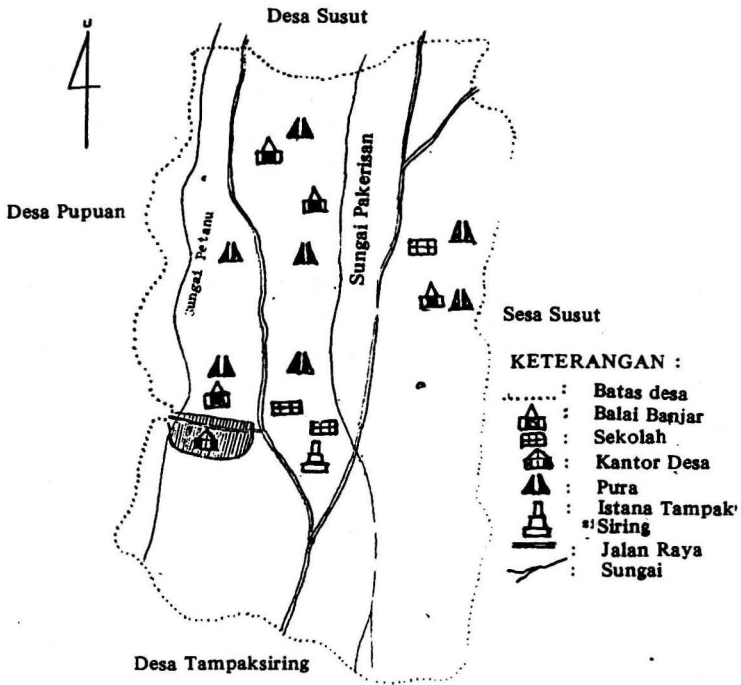 Desa Susut
U
Desa Pupuan
Sungai Petanu
Sungai Pakerisan
Sesa Susut
KETERANGAN :
........ : Batas desa
: Balai Banjar
: Sekolah
: Kantor Desa
: Pura
: Istana Tampak
Siring
: Jalan Raya
: Sungai
Desa Tampaksiring